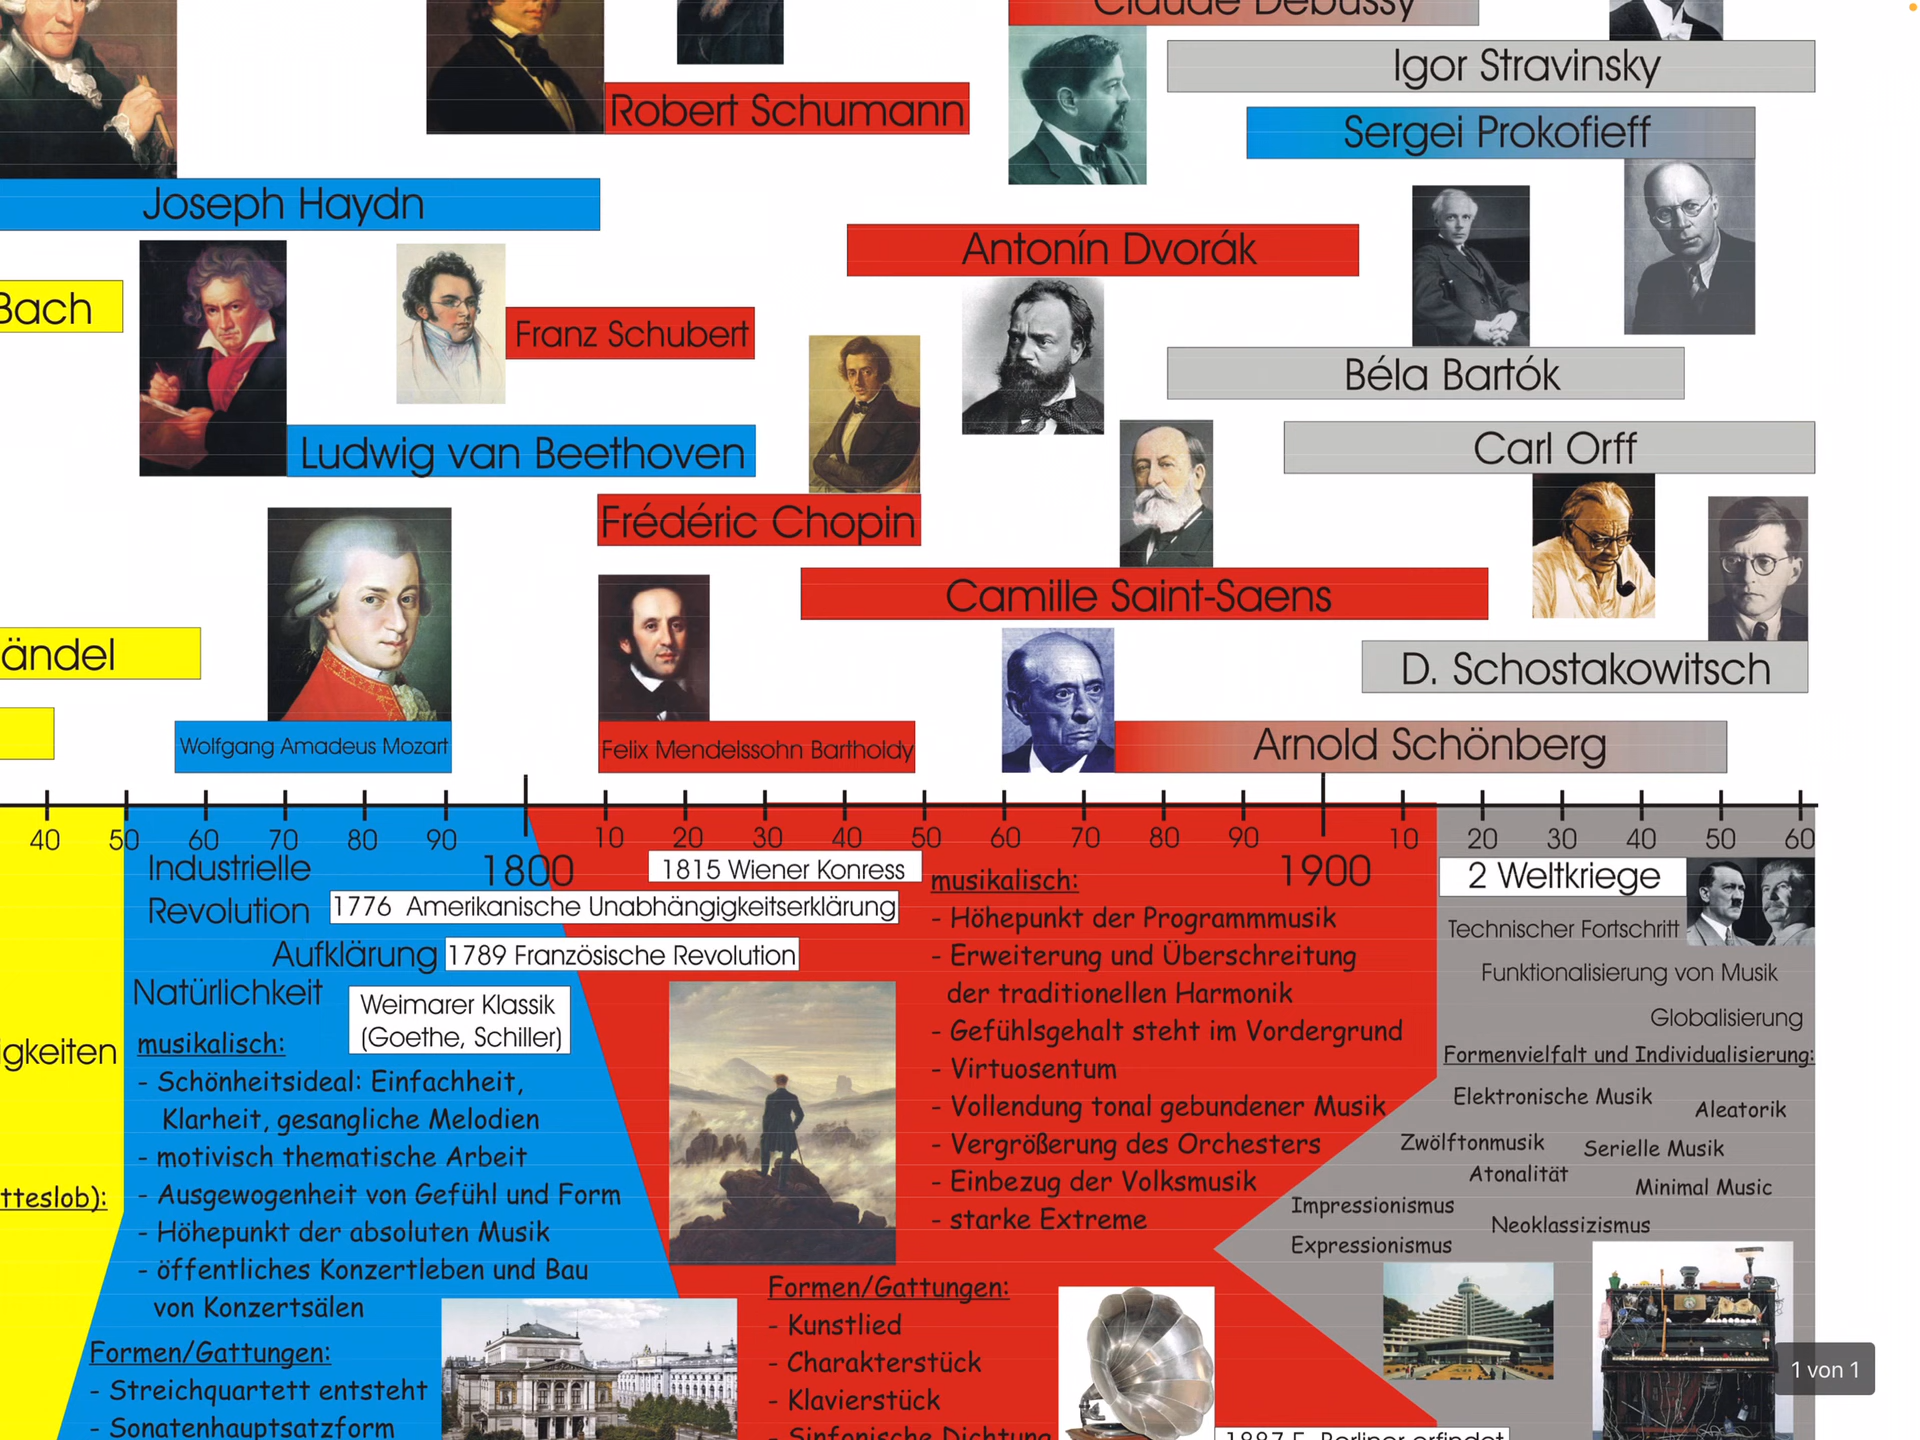 Claude Debussy
Igor Stravinsky
Robert Schumann
Sergei Prokofieff
Joseph Haydn
Antonín Dvorák
Bach
Franz Schubert
Béla Bartók
Ludwig van Beethoven
Carl Orff
Frédéric Chopin
Camille Saint-Saens
ändel
D. Schostakowitsch
Wolfgang Amadeus Mozart
Felix Mendelssohn Bartholdy
Arnold Schönberg
40 50 60 70 80 90 1800 10 20 30 40 50 60 70 80 90 1900 10 20 30 40 50 60
Industrielle
Revolution
1815 Wiener Konress
1776 Amerikanische Unabhängigkeitserklärung
Aufklärung
1789 Französische Revolution
Natürlichkeit
Weimarer Klassik
(Goethe, Schiller)
igkeiten
tteslob):
musikalisch:
- Schönheitsideal: Einfachheit,
Klarheit, gesangliche Melodien
- motivisch thematische Arbeit
- Ausgewogenheit von Gefühl und Form
- Höhepunkt der absoluten Musik
- öffentliches Konzertleben und Bau
von Konzertsälen
Formen/Gattungen:
- Streichquartett entsteht
- Sonatenhauptsatzform
musikalisch:
- Höhepunkt der Programmmusik
- Erweiterung und Überschreitung
der traditionellen Harmonik
- Gefühlsgehalt steht im Vordergrund
- Virtuosentum
- Vollendung tonal gebundener Musik
- Vergrößerung des Orchesters
- Einbezug der Volksmusik
- starke Extreme
Formen/Gattungen:
- Kunstlied
- Charakterstück
- Klavierstück
- Sinfonische Dichtung
1887 E. Berliner erfindet
2 Weltkriege
Technischer Fortschritt
Funktionalisierung von Musik
Globalisierung
Formenvielfalt und Individualisierung:
Elektronische Musik
Aleatorik
Zwölftonmusik
Serielle Musik
Atonalität
Minimal Music
Impressionismus
Neoklassizismus
Expressionismus
1 von 1